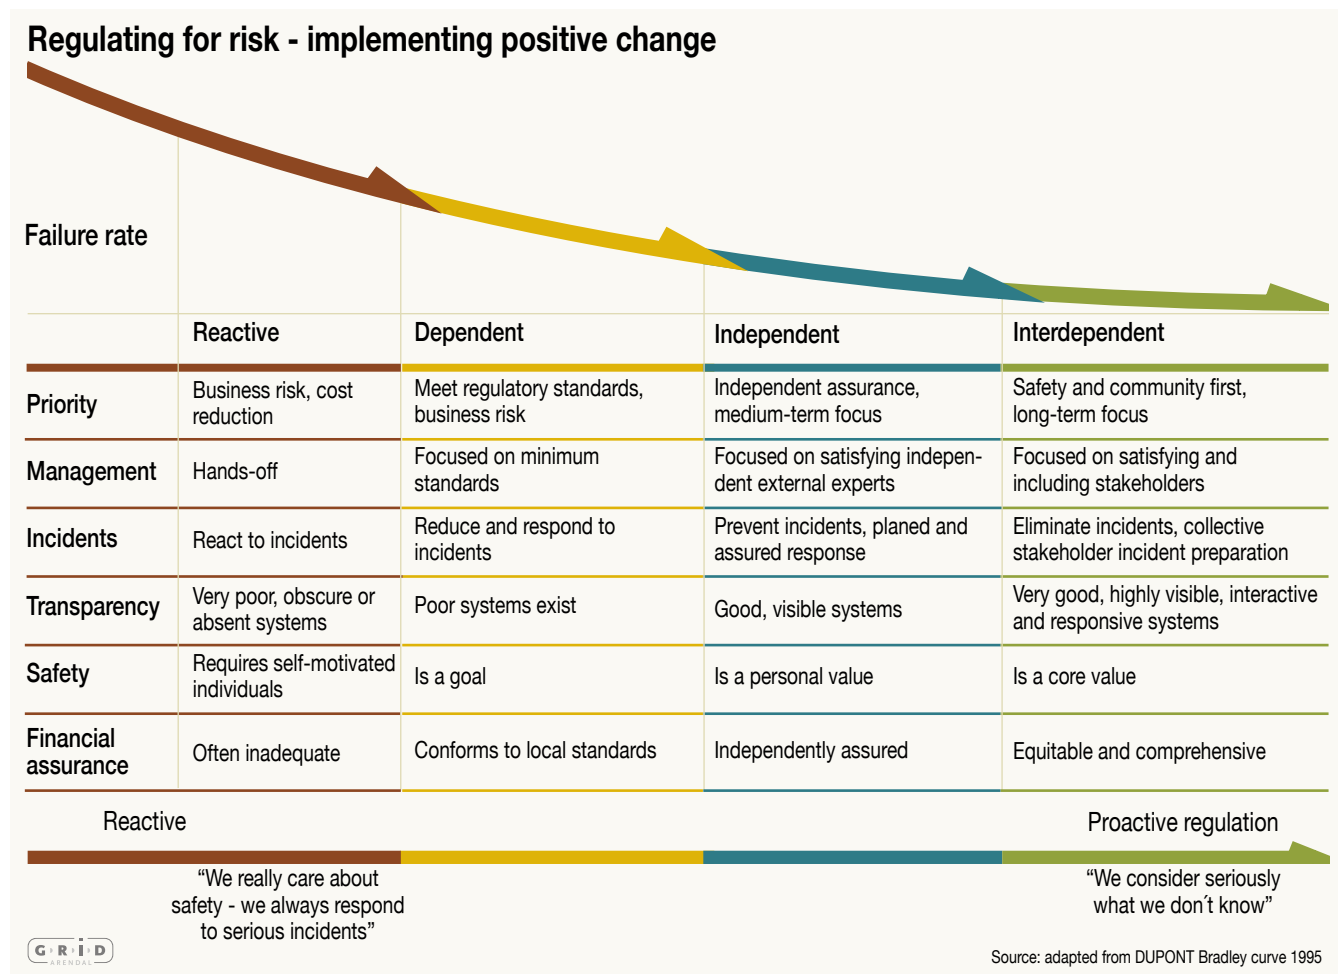 Regulating for risk - implementing positive change
Failure rate
Reactive
Dependent
Independent
Interdependent
Priority
Business risk, cost
reduction
Meet regulatory standards,
business risk
Independent assurance,
medium-term focus
Safety and community first,
long-term focus
Management
Hands-off
Focused on minimum
standards
Focused on satisfying indepen-
dent external experts
Focused on satisfying and
including stakeholders
Incidents
React to incidents
Reduce and respond to
incidents
Prevent incidents, planed and
assured response
Eliminate incidents, collective
stakeholder incident preparation
Transparency
Very poor, obscure or
absent systems
Poor systems exist
Good, visible systems
Very good, highly visible, interactive
and responsive systems
Safety
Requires self-motivated
individuals
Is a goal
Is a personal value
Is a core value
Financial
assurance
Often inadequate
Conforms to local standards
Independently assured
Equitable and comprehensive
Reactive
Proactive regulation
“We really care about
safety - we always respond
to serious incidents”
“We consider seriously
what we don´t know”
G R i D
ARENDAL
Source: adapted from DUPONT Bradley curve 1995